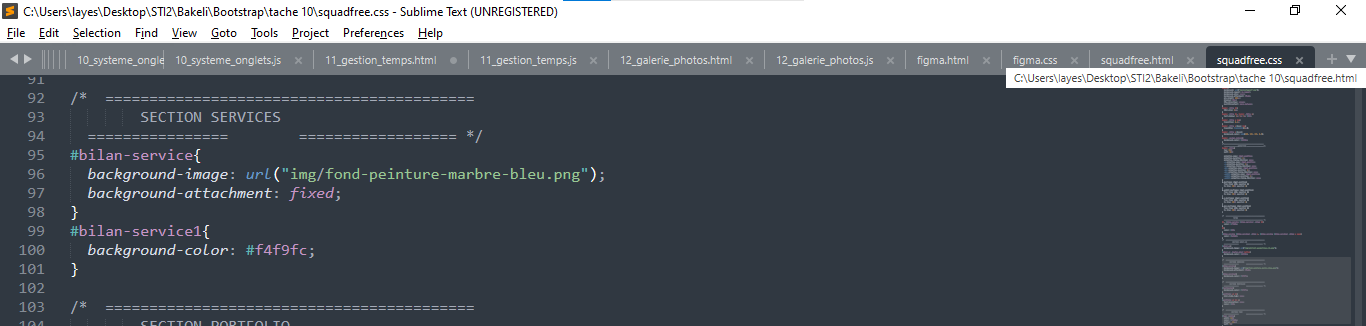 C:\Users\layes\Desktop\STI2\Bakeli\Bootstrap\tache 10\squadfree.css - Sublime Text (UNREGISTERED)
File Edit Selection Find View Goto Tools Project Preferences Help
10_systeme_ongle 10_systeme_onglets.js 11_gestion_temps.html 11_gestion_temps.js 12_galerie_photos.html 12_galerie_photos.js figma.html figma.css squadfree.html squadfree.css
C:\Users\layes\Desktop\STI2\Bakeli\Bootstrap\tache 10\squadfree.html
91
92 /* ==========================================
93 SECTION SERVICES
94 ================ ================== */
95 #bilan-service{
96 background-image: url("img/fond-peinture-marbre-bleu.png");
97 background-attachment: fixed;
98 }
99 #bilan-service1{
100 background-color: #f4f9fc;
101 }
102
103 /* ==========================================
104 SECTION PORTFOLIO